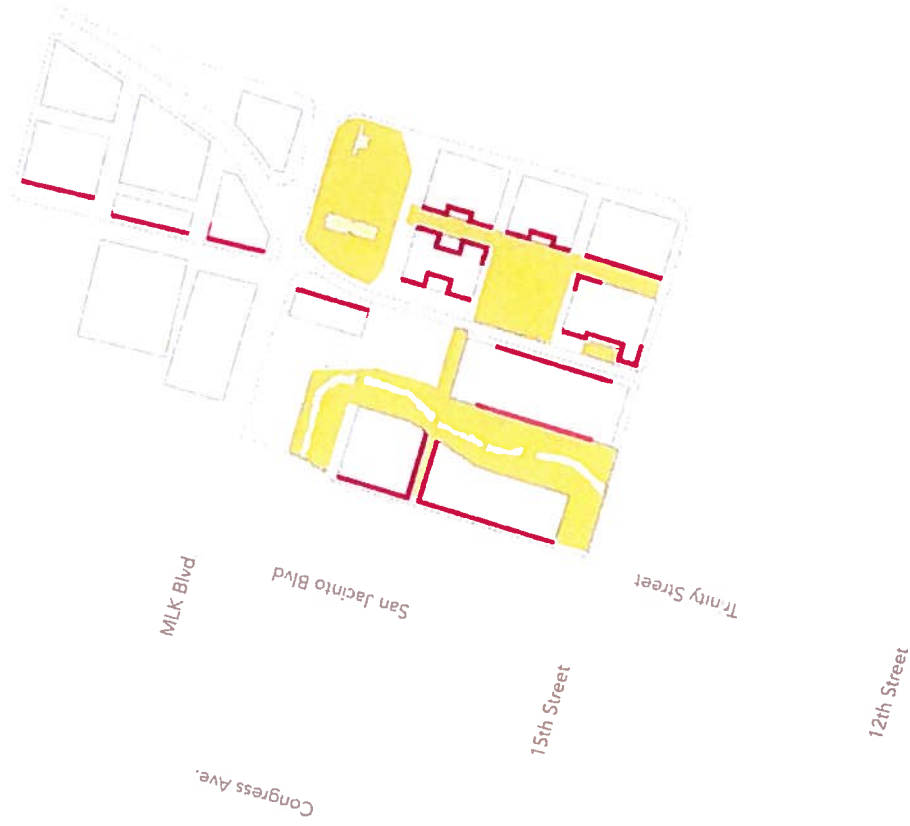 MLK Blvd
San Jacinto Blvd
Trinity Street
15th Street
12th Street
Congress Ave.